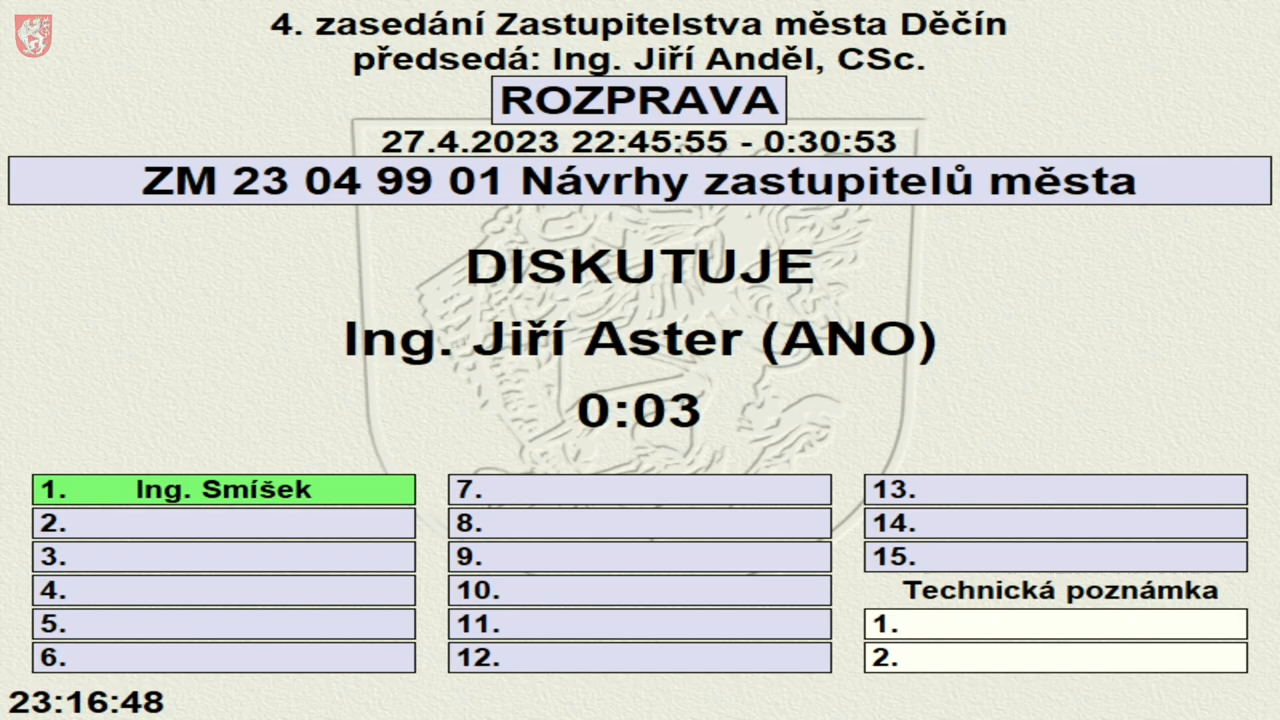 4. zasedání Zastupitelstva města Děčín
předsedá: Ing. Jiří Anděl, CSc.
ROZPRAVA
27.4.2023 22:45:55 - 0:30:53
ZM 23 04 99 01 Návrhy zastupitelů města
DISKUTUJE
Ing. Jiří Aster (ANO)
0:03
1. Ing. Smíšek
2.
3.
4.
5.
6.
7.
8.
9.
10.
11.
12.
13.
14.
15.
Technická poznámka
1.
2.
23:16:48